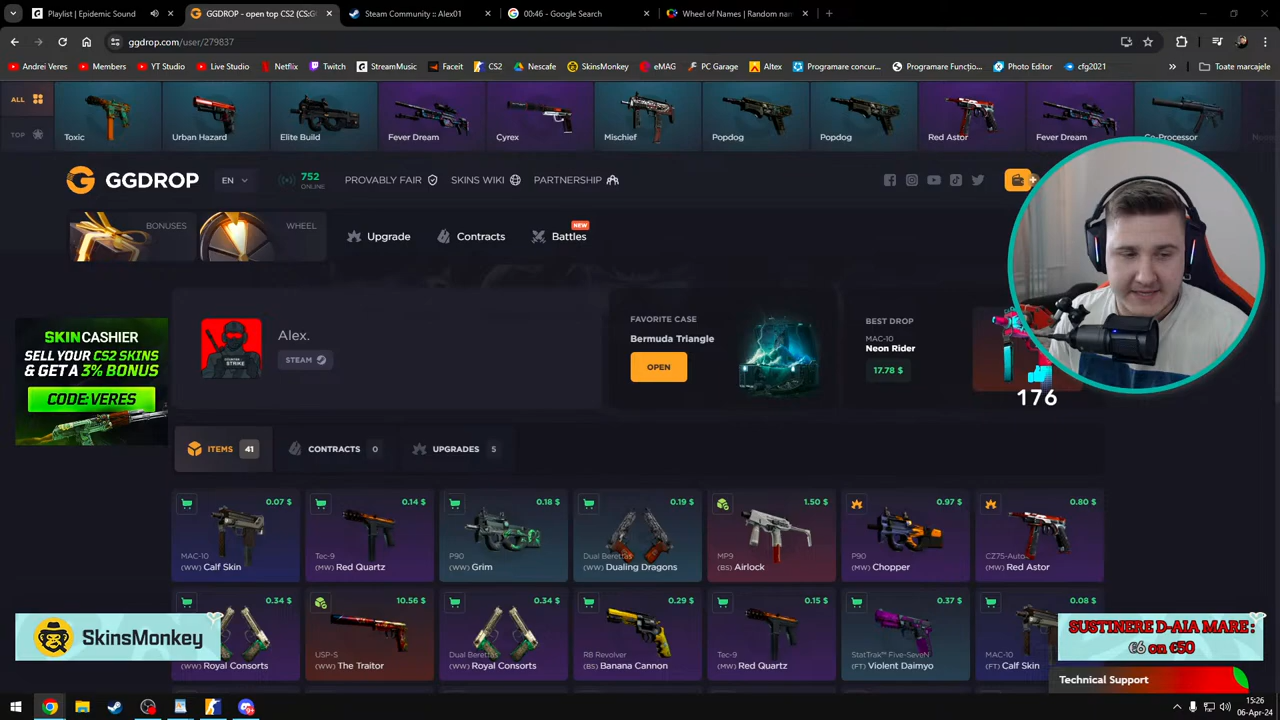 Playlist | Epidemic Sound
GGDROP - open top CS2 (CS:G
Steam Community :: Alex01
00:46 - Google Search
Wheel of Names | Random nam
ggdrop.com/user/279837
Andrei Veres
Members
YT Studio
Live Studio
Netflix
Twitch
StreamMusic
Faceit
CS2
Nescafe
SkinsMonkey
eMAG
PC Garage
Altex
Programare concur...
Programare Funcțio...
Photo Editor
cfg2021
Toate marcajele
ALL
TOP
Toxic
Urban Hazard
Elite Build
Fever Dream
Cyrex
Mischief
Popdog
Popdog
Red Astor
Fever Dream
Co-Processor
GGDROP
EN
752
ONLINE
PROVABLY FAIR
SKINS WIKI
PARTNERSHIP
BONUSES
WHEEL
Upgrade
Contracts
Battles
NEW
SKINCASHIER
SELL YOUR CS2 SKINS
& GET A 3% BONUS
CODE:VERES
COUNTER
STRIKE
Alex.
STEAM
FAVORITE CASE
Bermuda Triangle
OPEN
BEST DROP
MAC-10
Neon Rider
17.78 $
176
ITEMS 41
CONTRACTS 0
UPGRADES 5
0.07 $
MAC-10
(WW) Calf Skin
0.14 $
Tec-9
(MW) Red Quartz
0.18 $
P90
(WW) Grim
0.19 $
Dual Berettas
(WW) Dualing Dragons
1.50 $
MP9
(BS) Airlock
0.97 $
P90
(MW) Chopper
0.80 $
CZ75-Auto
(MW) Red Astor
0.34 $
Royal Consorts
10.56 $
USP-S
(FT) The Traitor
0.34 $
Dual Berettas
(WW) Royal Consorts
0.29 $
R8 Revolver
(BS) Banana Cannon
0.15 $
Tec-9
(MW) Red Quartz
0.37 $
StatTrak™ Five-SeveN
(FT) Violent Daimyo
0.08 $
(FT) Calf Skin
SkinsMonkey
SUSTINERE D-AIA MARE :
€6 on €50
Technical Support
15:26
06-Apr-24